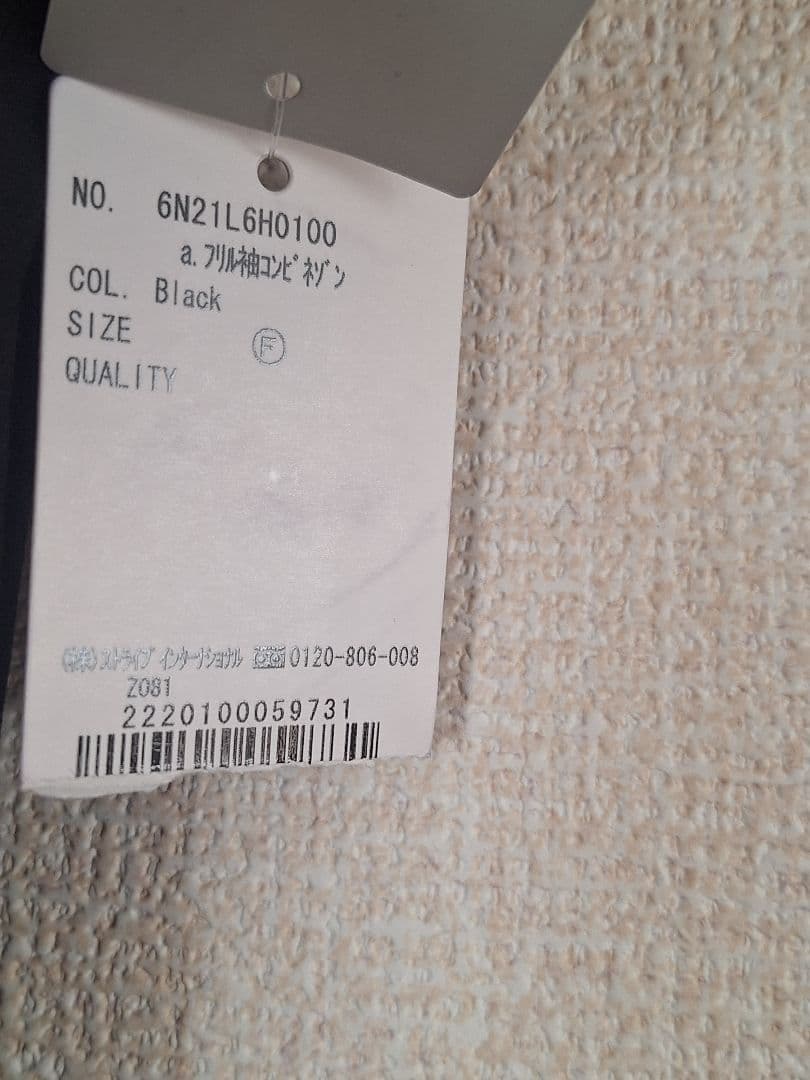 NO. 6N21L6H0100
a.フリル袖コンビネゾン
COL. Black
SIZE Ⓕ
QUALITY
(株)ストライプ インターナショナル 0120-806-008
Z081
2220100059731